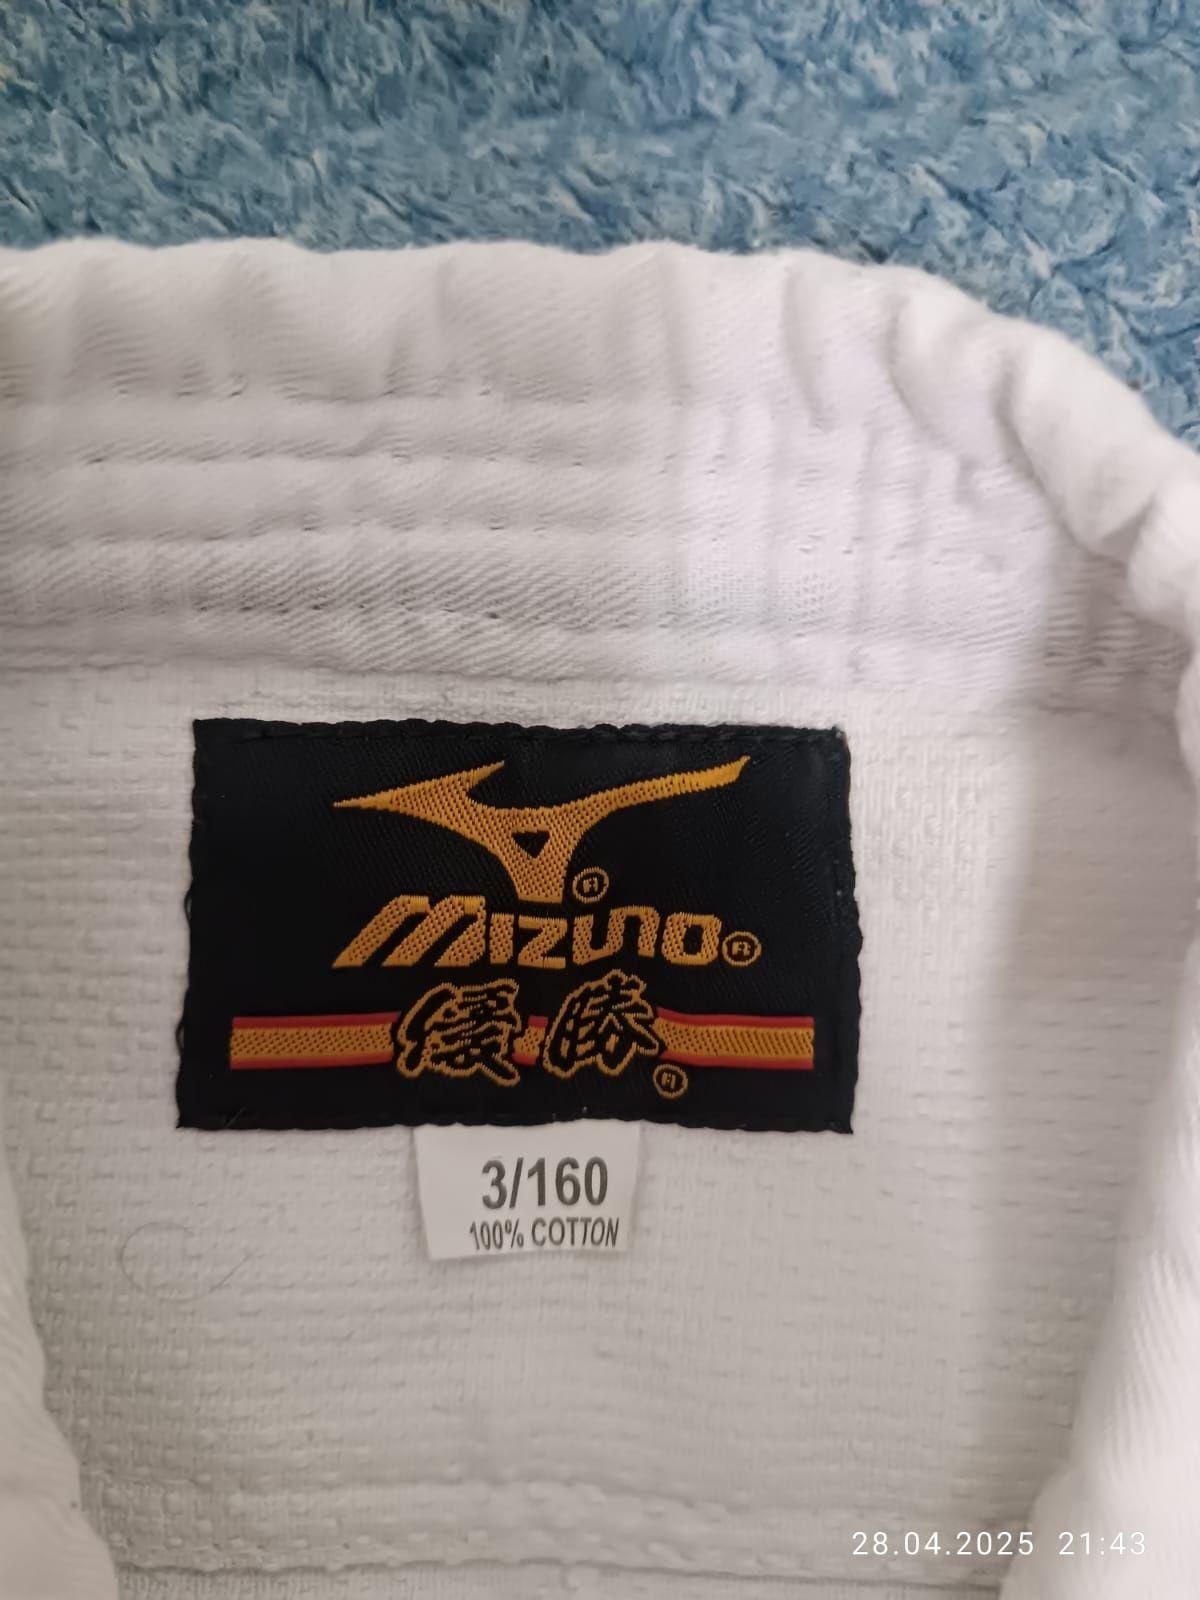 ®
MIZUNO®
優勝®
3/160
100% COTTON
28.04.2025 21:43